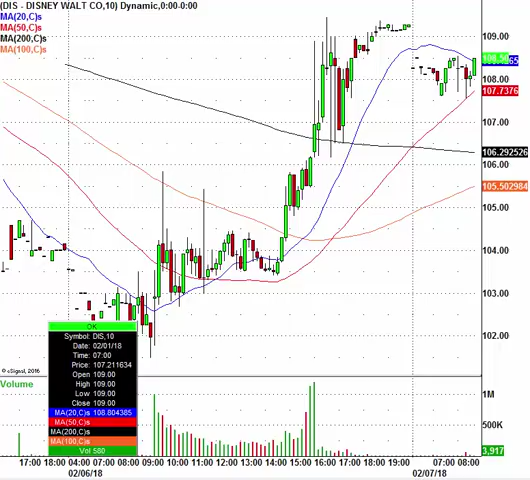 (DIS - DISNEY WALT CO,10) Dynamic,0:00-0:00
MA(20,C)s
MA(50,C)s
MA(200,C)s
MA(100,C)s
109.00
108.00
107.7376
107.00
106.292526
105.502984
105.00
104.00
103.00
102.00
OK
Symbol: DIS,10
Date: 02/01/18
Time: 07:00
Price: 107.211634
Open 109.00
High 109.00
Low 109.00
Close 109.00
MA(20,C)s 108.804385
MA(50,C)s
MA(200,C)s
MA(100,C)s
Vol 580
© eSignal, 2016
Volume
1M
500K
3,917
17:00 18:00 04:00 07:00 08:00 09:00 10:00 11:00 12:00 13:00 14:00 15:00 16:00 17:00 18:00 19:00 07:00 08:00
02/06/18 02/07/18